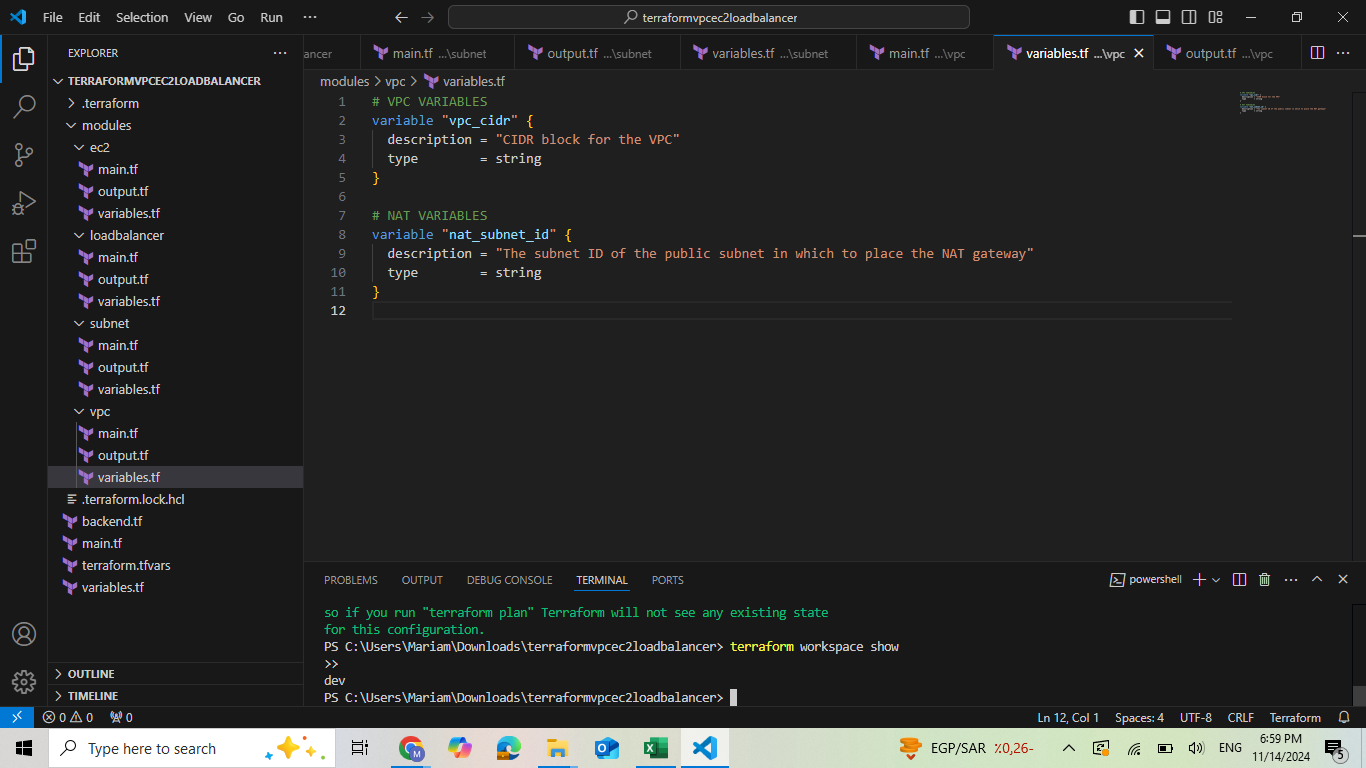 File Edit Selection View Go Run ···
terraformvpcec2loadbalancer
EXPLORER
TERRAFORMVPCEC2LOADBALANCER
.terraform
modules
ec2
main.tf
output.tf
variables.tf
loadbalancer
main.tf
output.tf
variables.tf
subnet
main.tf
output.tf
variables.tf
vpc
main.tf
output.tf
variables.tf
.terraform.lock.hcl
backend.tf
main.tf
terraform.tfvars
variables.tf
OUTLINE
TIMELINE
ancer main.tf ...\subnet output.tf ...\subnet variables.tf ...\subnet main.tf ...\vpc variables.tf ...\vpc output.tf ...\vpc
modules > vpc > variables.tf
1 # VPC VARIABLES
2 variable "vpc_cidr" {
3 description = "CIDR block for the VPC"
4 type = string
5 }
6
7 # NAT VARIABLES
8 variable "nat_subnet_id" {
9 description = "The subnet ID of the public subnet in which to place the NAT gateway"
10 type = string
11 }
12
PROBLEMS OUTPUT DEBUG CONSOLE TERMINAL PORTS
powershell
so if you run "terraform plan" Terraform will not see any existing state
for this configuration.
PS C:\Users\Mariam\Downloads\terraformvpcec2loadbalancer> terraform workspace show
>>
dev
PS C:\Users\Mariam\Downloads\terraformvpcec2loadbalancer>
0 0 0
Ln 12, Col 1 Spaces: 4 UTF-8 CRLF Terraform
Type here to search
M
EGP/SAR %0,26-
ENG
6:59 PM
11/14/2024
5